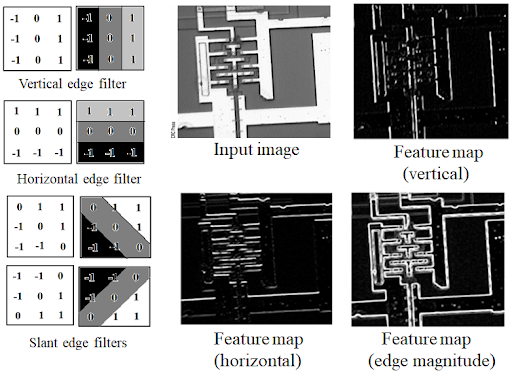 -1 0 1 -1 0 1
-1 0 1 -1 0 1
-1 0 1 -1 0 1
Vertical edge filter
1 1 1 1 1 1
0 0 0 0 0 0
-1 -1 -1 -1 -1 -1
Horizontal edge filter
0 1 1 0 1 1
-1 0 1 -1 0 1
-1 -1 0 -1 -1 0
-1 -1 0 -1 -1 0
-1 0 1 -1 0 1
0 1 1 0 1 1
Slant edge filters
Input image
Feature map
(vertical)
Feature map
(horizontal)
Feature map
(edge magnitude)